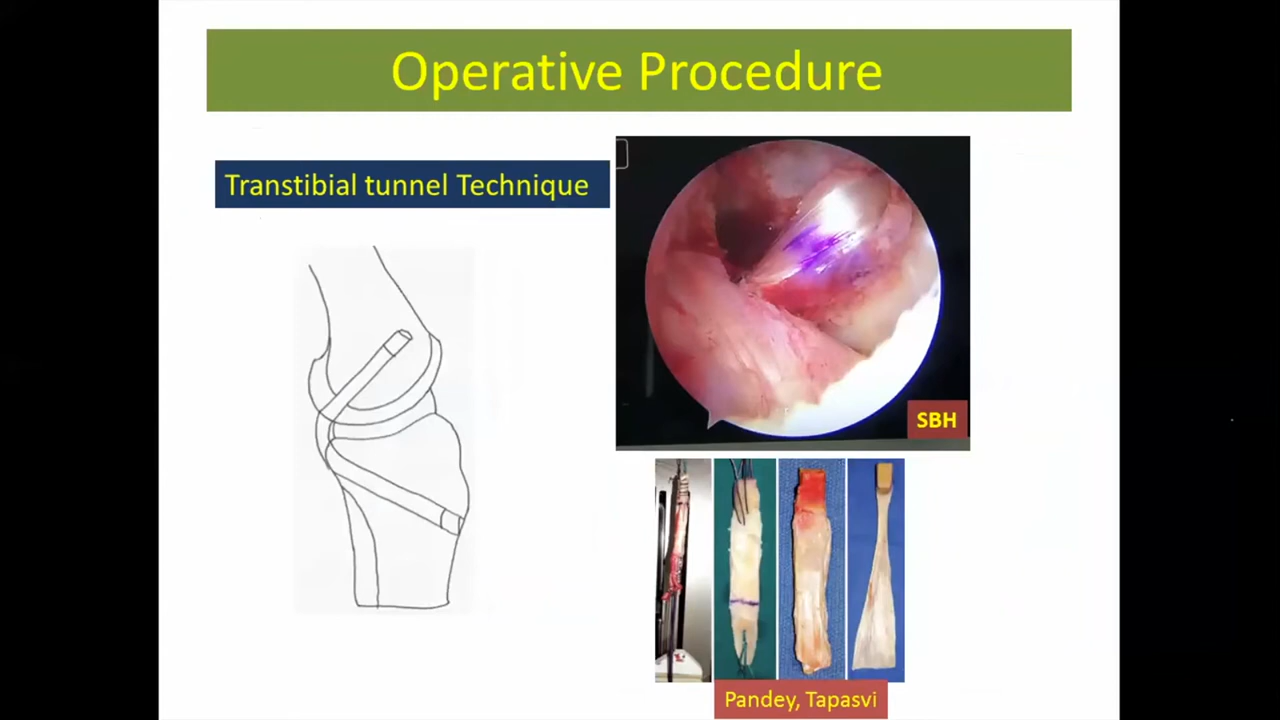 Operative Procedure
Transtibial tunnel Technique
SBH
Pandey, Tapasvi